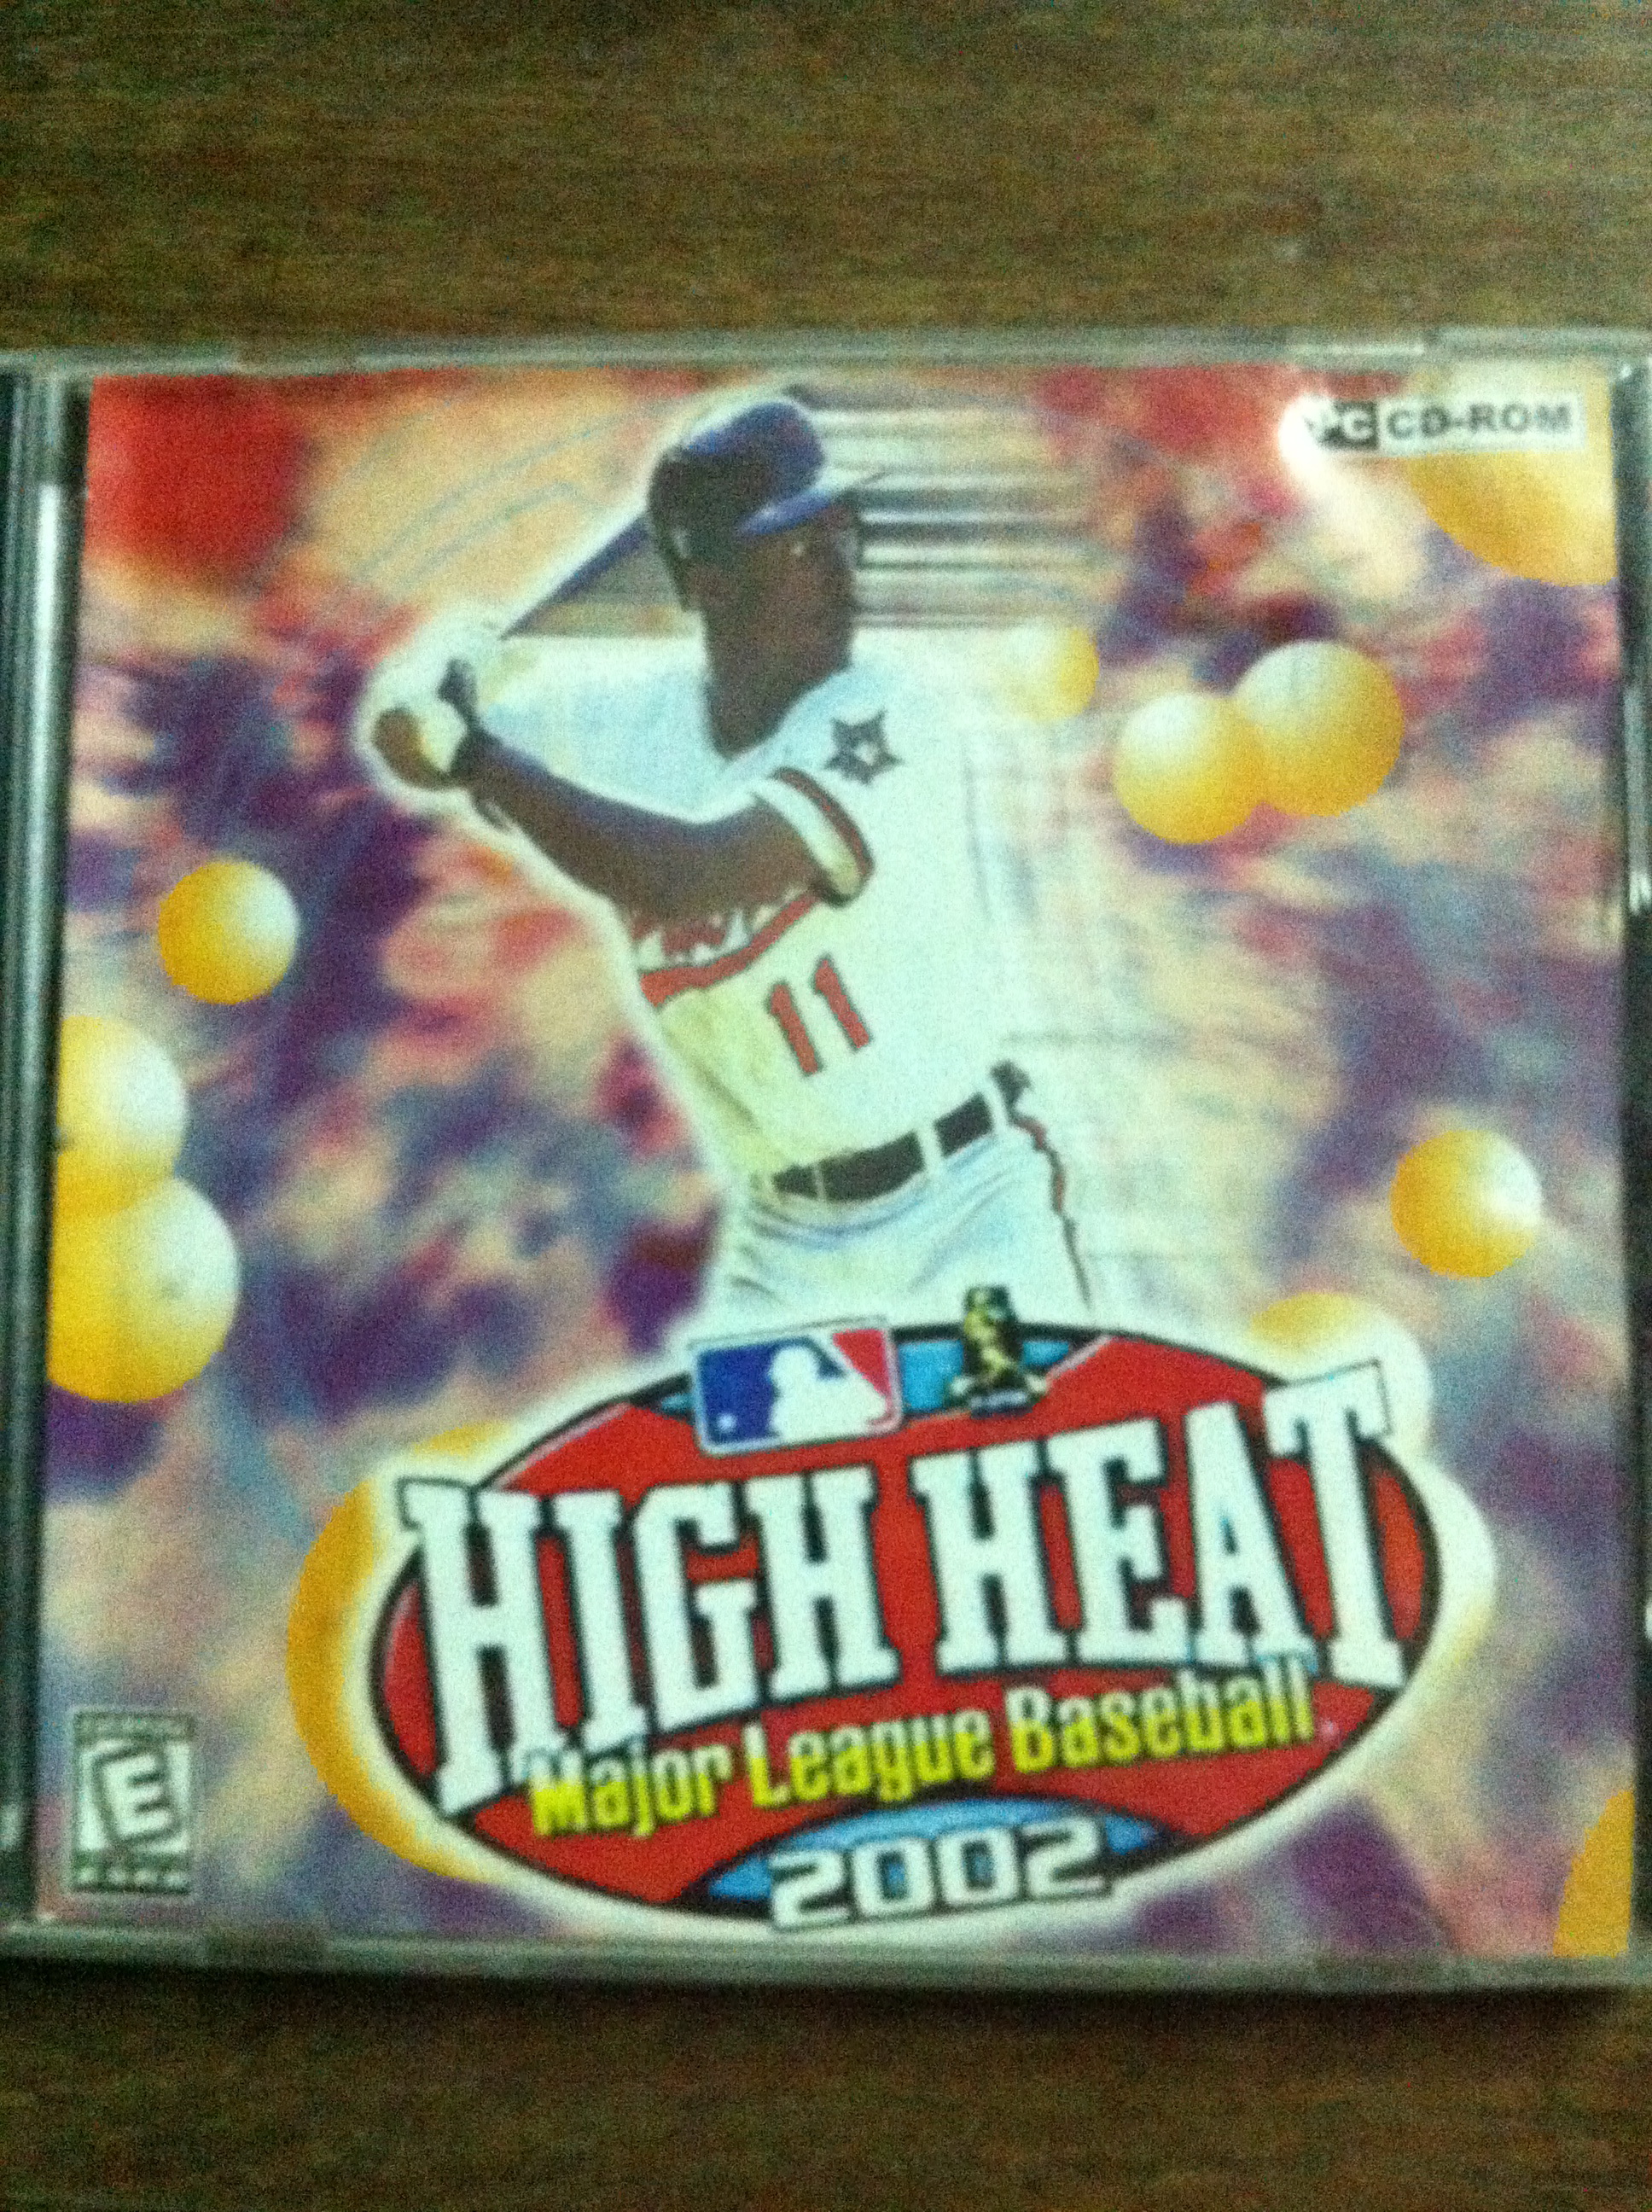 PC CD-ROM
11
HIGH HEAT
Major League Baseball
2002
E